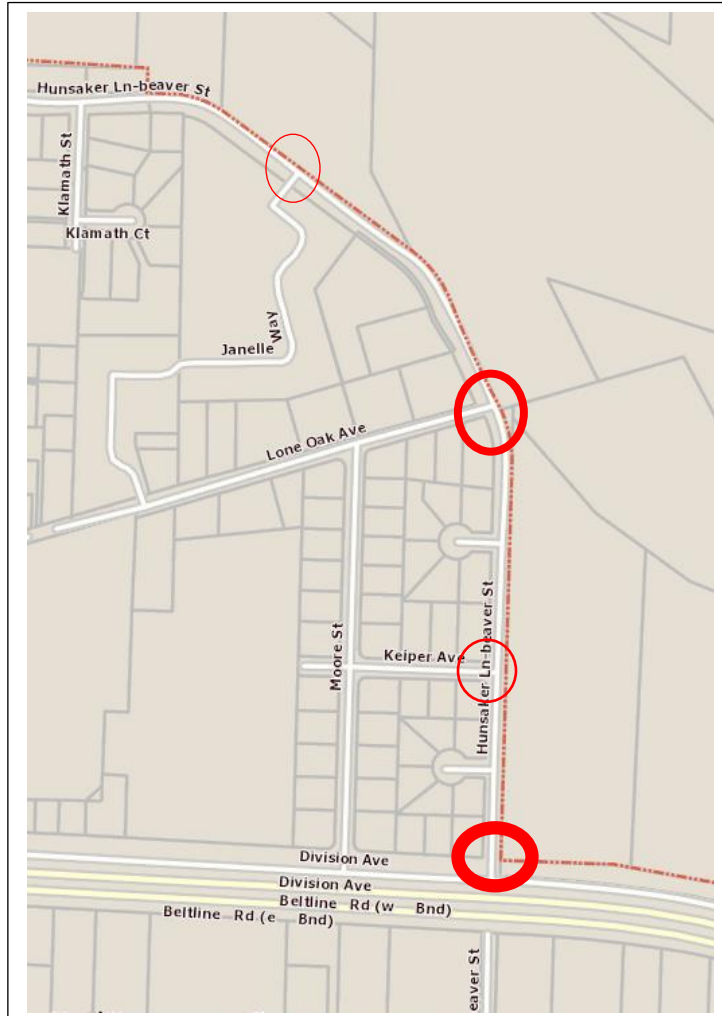 Hunsaker Ln-beaver St
Klamath St
Klamath Ct
Janelle Way
Lone Oak Ave
Moore St
Keiper Ave
Hunsaker Ln-beaver St
Division Ave
Division Ave
Beltline Rd (w Bnd)
Beltline Rd (e Bnd)
eaver St